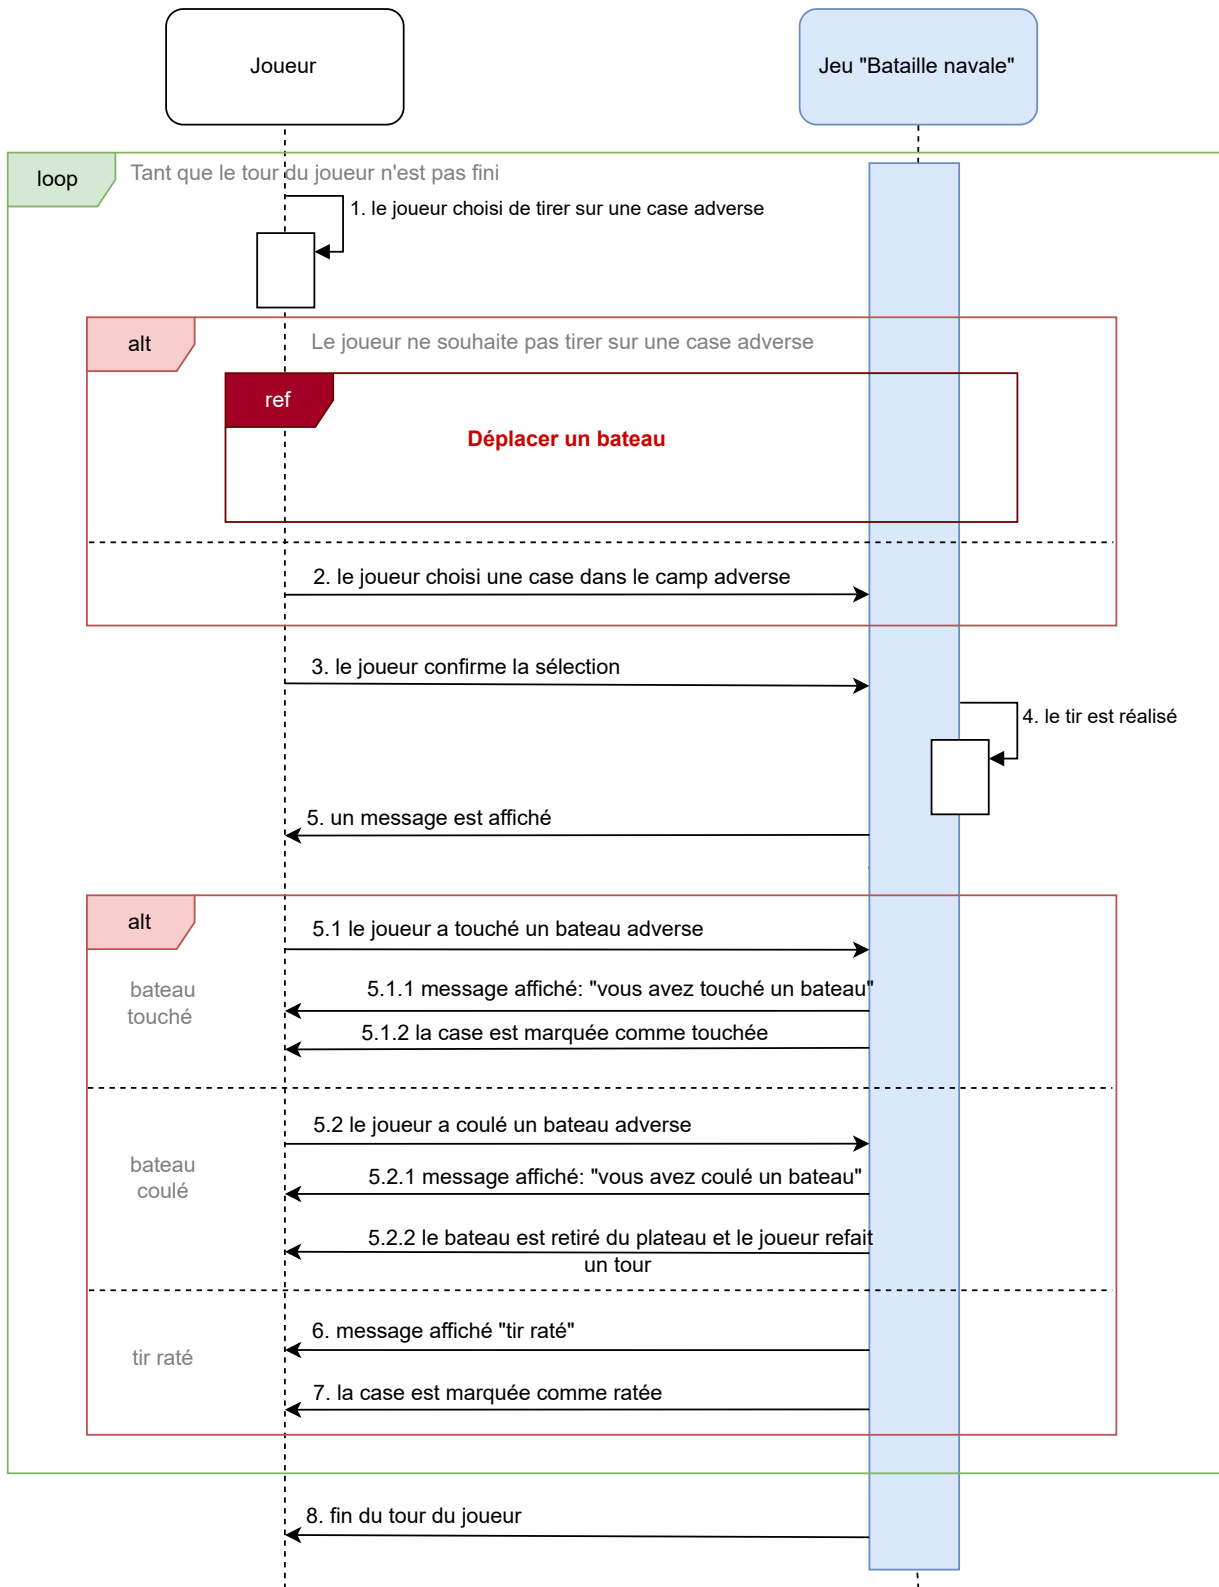 Joueur
Jeu "Bataille navale"
loop
Tant que le tour du joueur n'est pas fini
1. le joueur choisi de tirer sur une case adverse
alt
Le joueur ne souhaite pas tirer sur une case adverse
ref
Déplacer un bateau
2. le joueur choisi une case dans le camp adverse
3. le joueur confirme la sélection
4. le tir est réalisé
5. un message est affiché
alt
5.1 le joueur a touché un bateau adverse
bateau
touché
5.1.1 message affiché: "vous avez touché un bateau"
5.1.2 la case est marquée comme touchée
5.2 le joueur a coulé un bateau adverse
bateau
coulé
5.2.1 message affiché: "vous avez coulé un bateau"
5.2.2 le bateau est retiré du plateau et le joueur refait
un tour
6. message affiché "tir raté"
tir raté
7. la case est marquée comme ratée
8. fin du tour du joueur